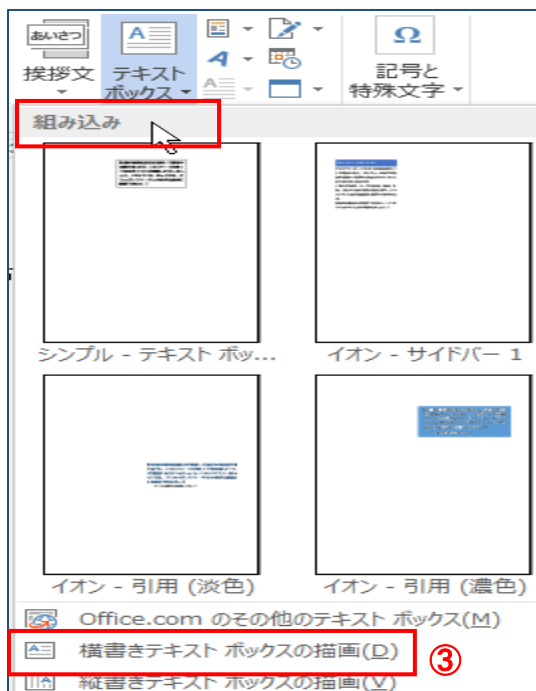 あいさつ
挨拶文
テキスト
ボックス
記号と
特殊文字
組み込み
シンプル - テキスト ボッ...
イオン - サイドバー 1
イオン - 引用 (淡色)
イオン - 引用 (濃色)
Office.com のその他のテキスト ボックス(M)
横書きテキスト ボックスの描画(D)
③
縦書きテキスト ボックスの描画(V)